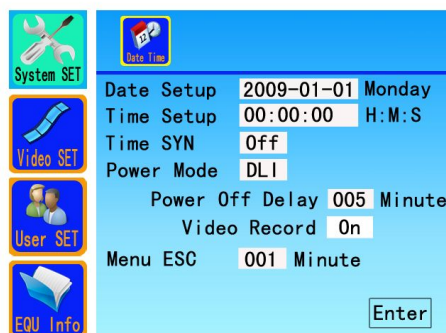 System SET
Video SET
User SET
EQU Info
Date Time
Date Setup 2009-01-01 Monday
Time Setup 00:00:00 H:M:S
Time SYN Off
Power Mode DLI
Power Off Delay 005 Minute
Video Record On
Menu ESC 001 Minute
Enter